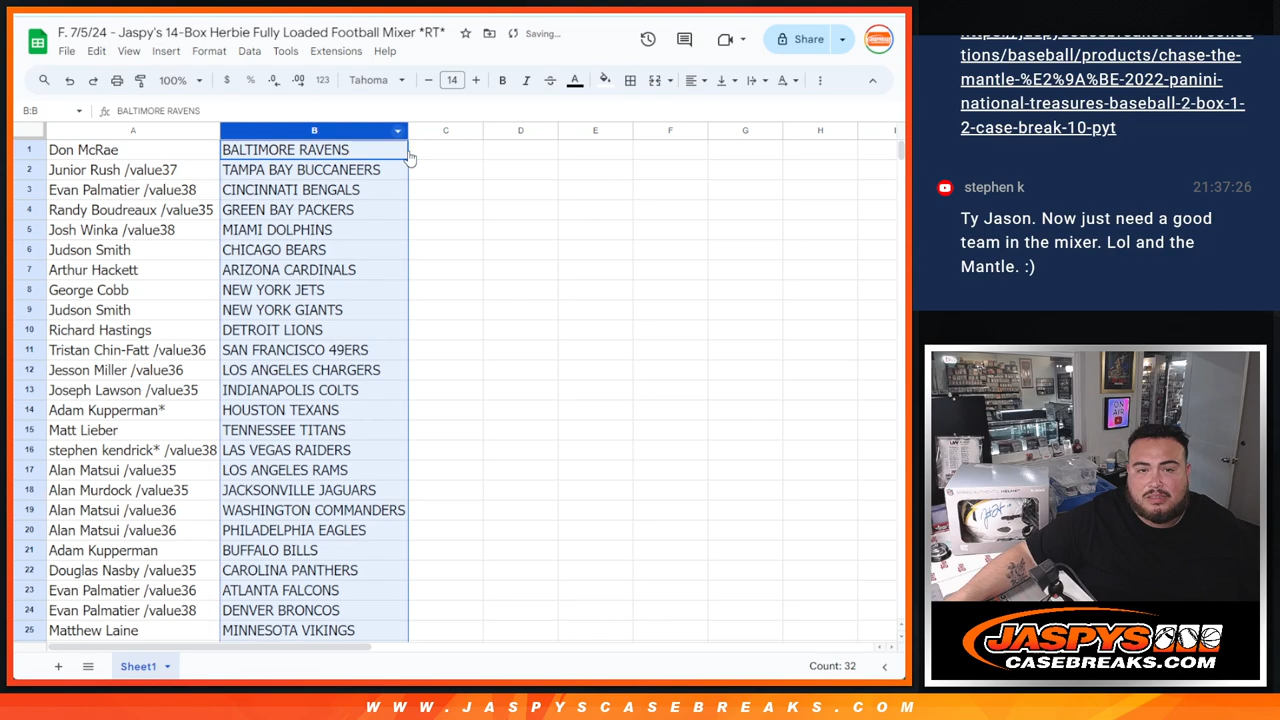 F. 7/5/24 - Jaspy's 14-Box Herbie Fully Loaded Football Mixer *RT*
Saving...
Share
File Edit View Insert Format Data Tools Extensions Help
100% $ % .0 .00 123 Tahoma 14 B I A
B:B fx BALTIMORE RAVENS
A B C D E F G H I
1 Don McRae BALTIMORE RAVENS
2 Junior Rush /value37 TAMPA BAY BUCCANEERS
3 Evan Palmatier /value38 CINCINNATI BENGALS
4 Randy Boudreaux /value35 GREEN BAY PACKERS
5 Josh Winka /value38 MIAMI DOLPHINS
6 Judson Smith CHICAGO BEARS
7 Arthur Hackett ARIZONA CARDINALS
8 George Cobb NEW YORK JETS
9 Judson Smith NEW YORK GIANTS
10 Richard Hastings DETROIT LIONS
11 Tristan Chin-Fatt /value36 SAN FRANCISCO 49ERS
12 Jesson Miller /value36 LOS ANGELES CHARGERS
13 Joseph Lawson /value35 INDIANAPOLIS COLTS
14 Adam Kupperman* HOUSTON TEXANS
15 Matt Lieber TENNESSEE TITANS
16 stephen kendrick* /value38 LAS VEGAS RAIDERS
17 Alan Matsui /value35 LOS ANGELES RAMS
18 Alan Murdock /value35 JACKSONVILLE JAGUARS
19 Alan Matsui /value36 WASHINGTON COMMANDERS
20 Alan Matsui /value36 PHILADELPHIA EAGLES
21 Adam Kupperman BUFFALO BILLS
22 Douglas Nasby /value35 CAROLINA PANTHERS
23 Evan Palmatier /value36 ATLANTA FALCONS
24 Evan Palmatier /value38 DENVER BRONCOS
25 Matthew Laine MINNESOTA VIKINGS
Sheet1
Count: 32
tions/baseball/products/chase-the-
mantle-%E2%9A%BE-2022-panini-
national-treasures-baseball-2-box-1-
2-case-break-10-pyt
stephen k 21:37:26
Ty Jason. Now just need a good
team in the mixer. Lol and the
Mantle. :)
ON
AIR
JASPYS
CASEBREAKS.COM
WWW.JASPYSCASEBREAKS.COM